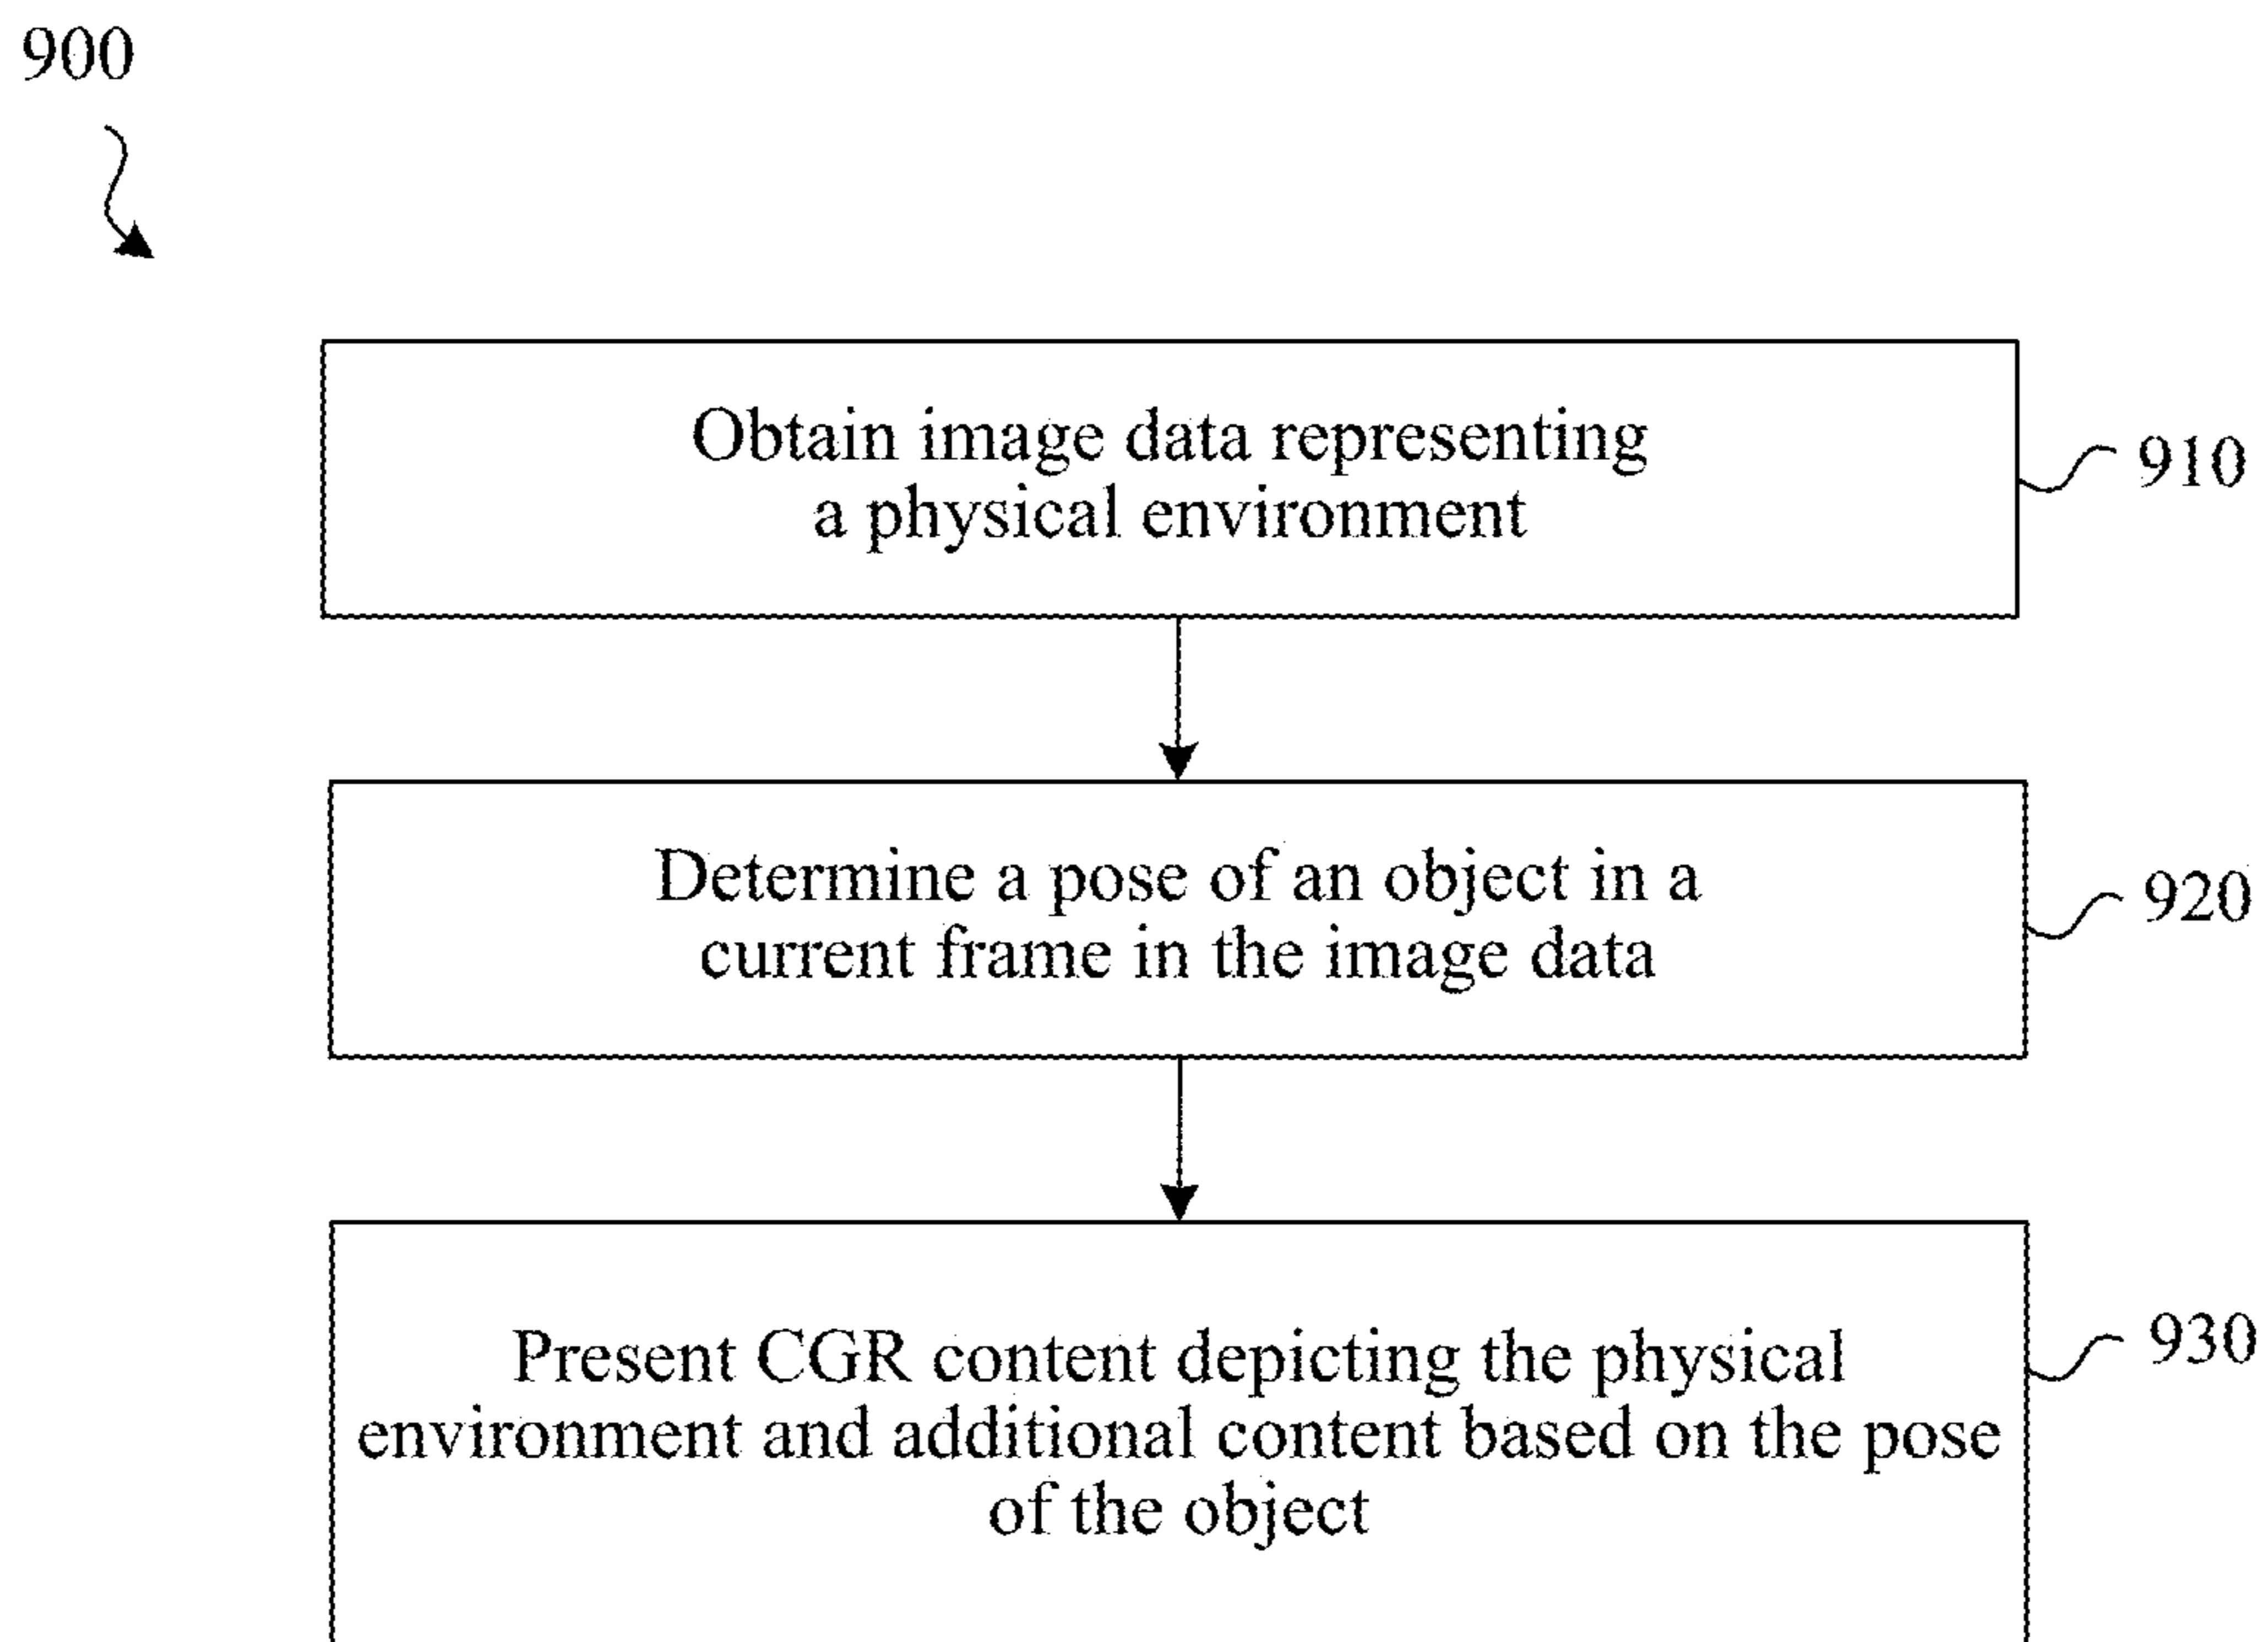 900
Obtain image data representing
a physical environment
910
Determine a pose of an object in a
current frame in the image data
920
Present CGR content depicting the physical
environment and additional content based on the pose
of the object
930